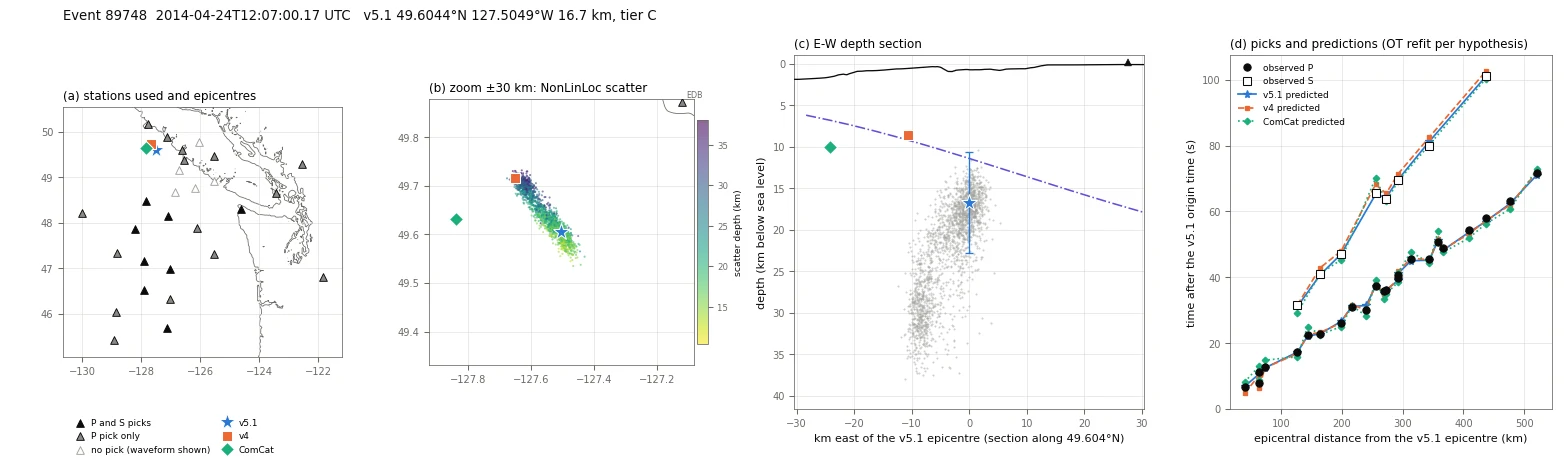 Event 89748  2014-04-24T12:07:00.17 UTC   v5.1 49.6044°N 127.5049°W 16.7 km, tier C
(a) stations used and epicentres
50
49
48
47
46
−130
−128
−126
−124
−122
P and S picks
P pick only
no pick (waveform shown)
v5.1
v4
ComCat
(b) zoom ±30 km: NonLinLoc scatter
EDB
49.8
49.7
49.6
49.5
49.4
−127.8
−127.6
−127.4
−127.2
35
30
25
20
15
scatter depth (km)
(c) E-W depth section
0
5
10
15
20
25
30
35
40
depth (km below sea level)
−30
−20
−10
0
10
20
30
km east of the v5.1 epicentre (section along 49.604°N)
(d) picks and predictions (OT refit per hypothesis)
observed P
observed S
v5.1 predicted
v4 predicted
ComCat predicted
100
80
60
40
20
0
time after the v5.1 origin time (s)
100
200
300
400
500
epicentral distance from the v5.1 epicentre (km)